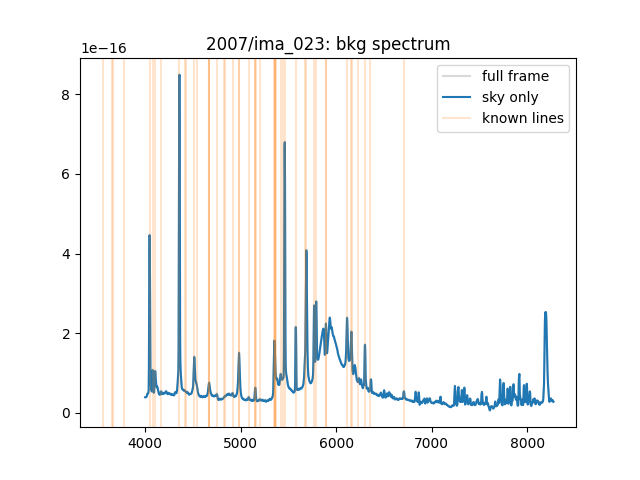 2007/ima_023: bkg spectrum
1e−16
full frame
sky only
known lines
8
6
4
2
0
4000 5000 6000 7000 8000